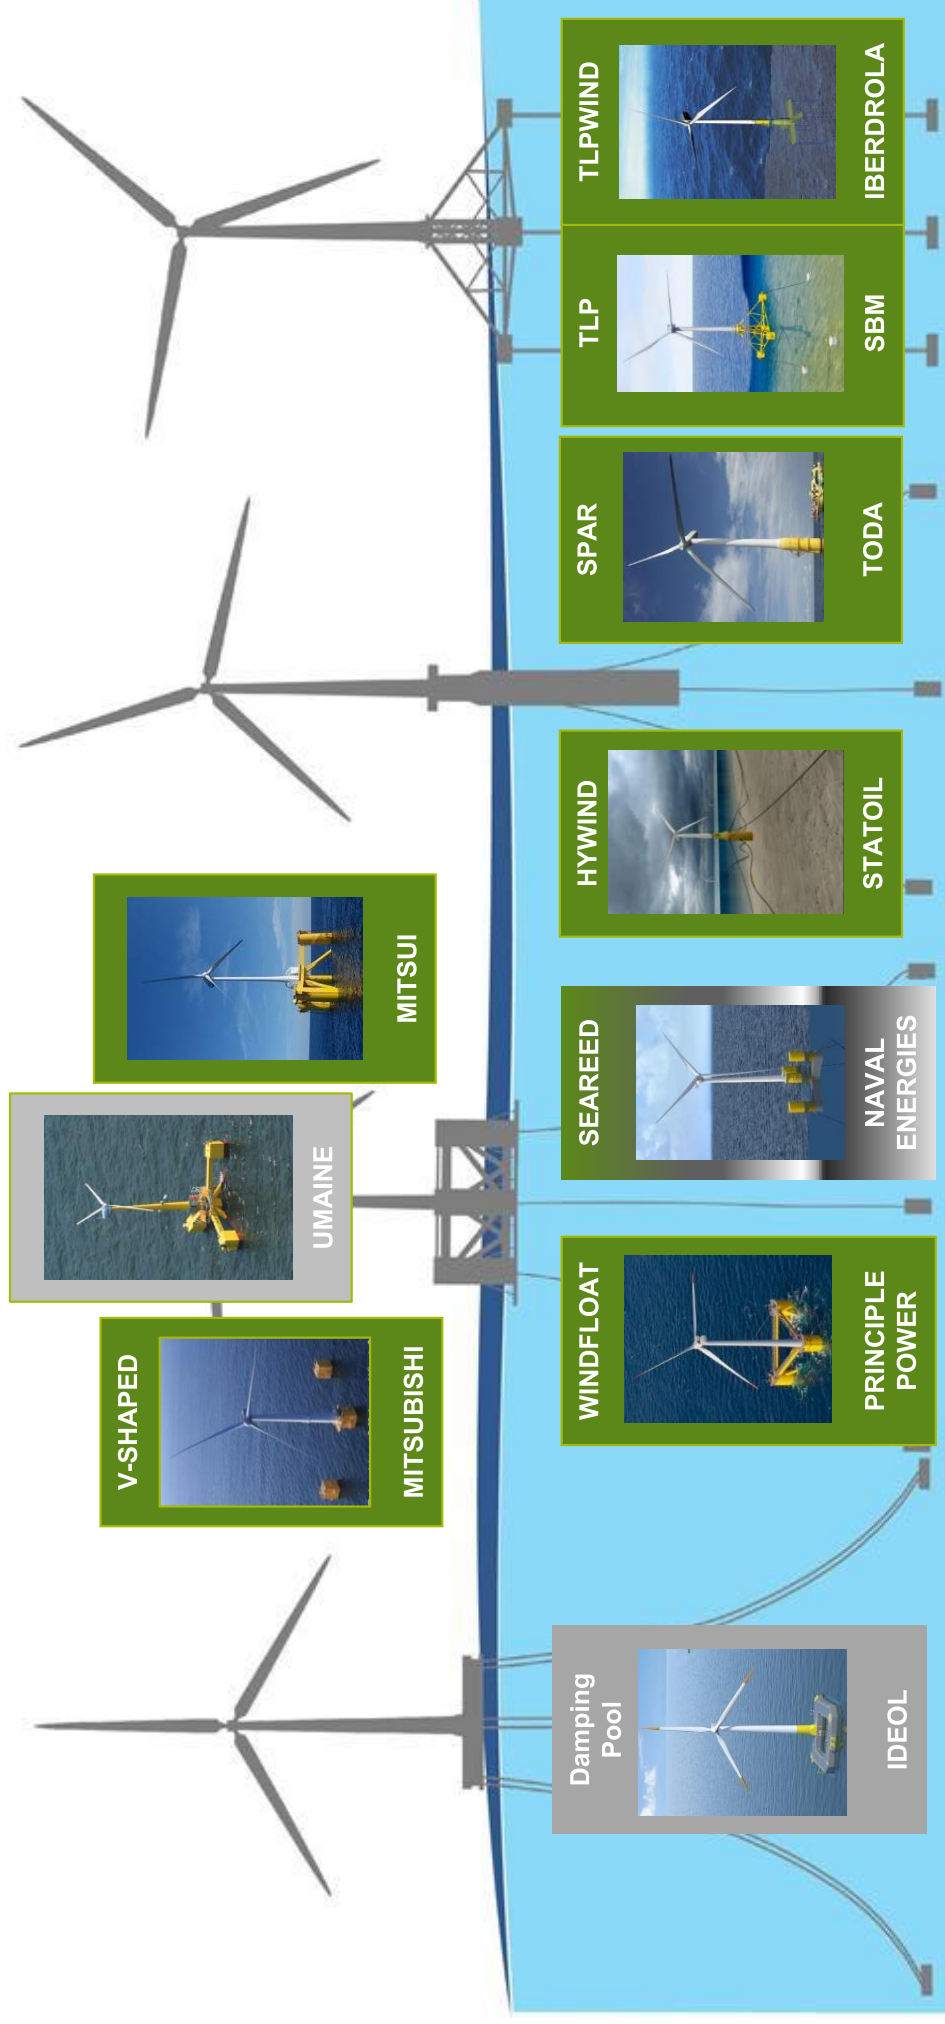 Damping
Pool
IDEOL
V-SHAPED
MITSUBISHI
WINDFLOAT
PRINCIPLE
POWER
UMAINE
SEAREED
NAVAL
ENERGIES
MITSUI
HYWIND
STATOIL
SPAR
TODA
TLP
SBM
TLPWIND
IBERDROLA